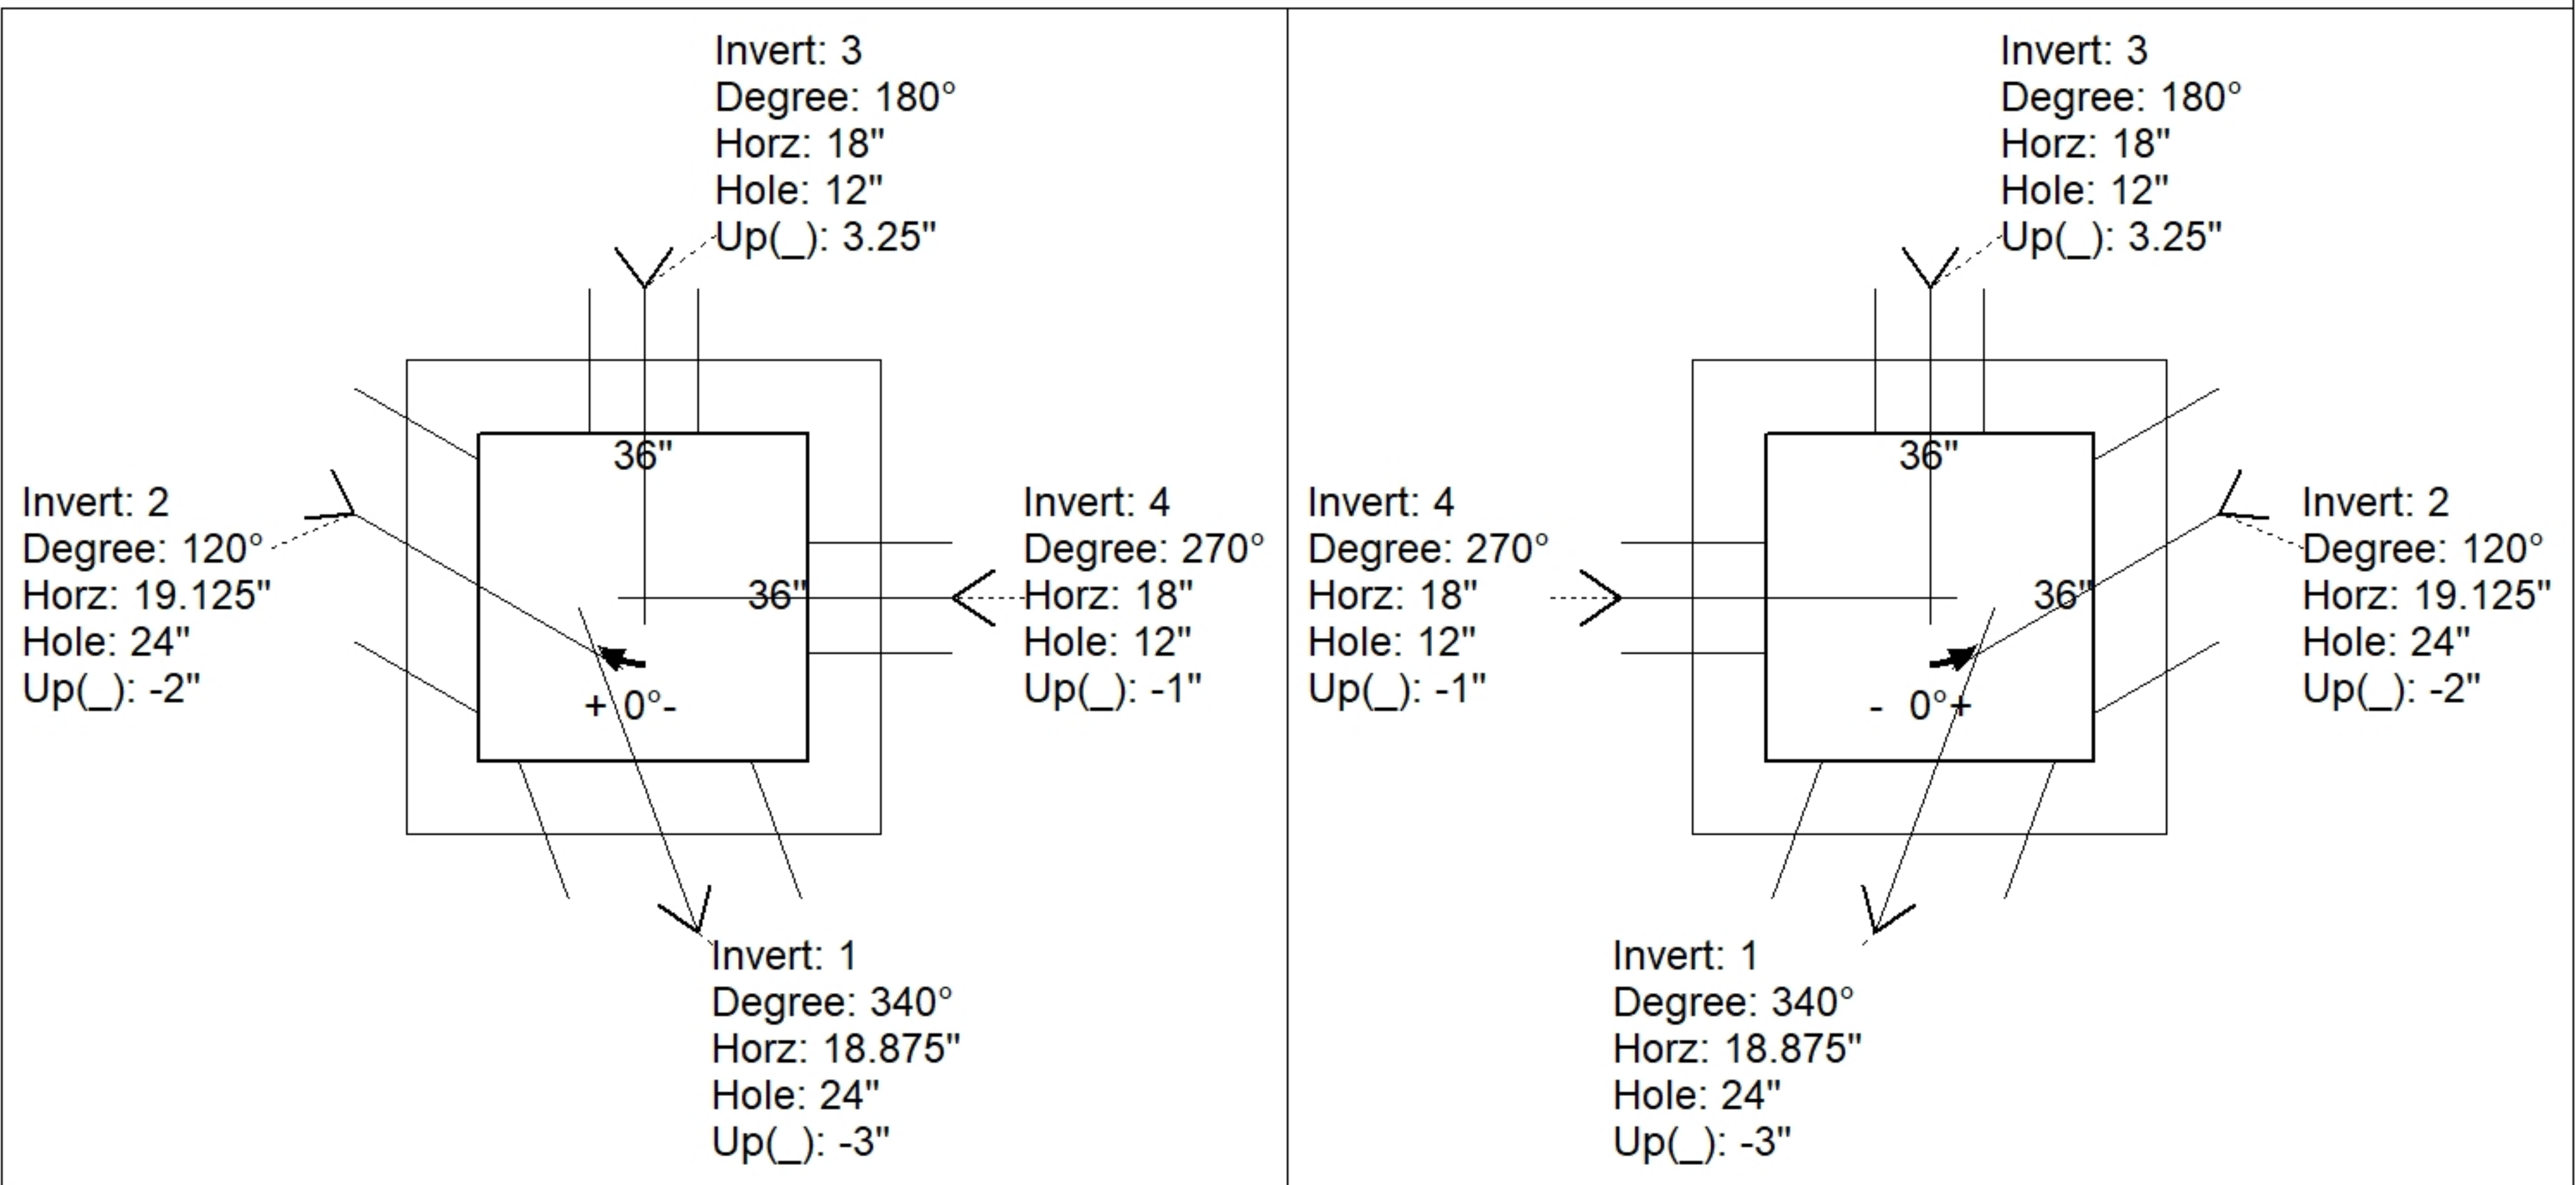 Invert: 3
Degree: 180°
Horz: 18"
Hole: 12"
Up(_): 3.25"
36"
Invert: 2
Degree: 120°
Horz: 19.125"
Hole: 24"
Up(_): -2"
36"
Invert: 4
Degree: 270°
Horz: 18"
Hole: 12"
Up(_): -1"
+ 0°-
Invert: 1
Degree: 340°
Horz: 18.875"
Hole: 24"
Up(_): -3"
Invert: 3
Degree: 180°
Horz: 18"
Hole: 12"
Up(_): 3.25"
36"
Invert: 4
Degree: 270°
Horz: 18"
Hole: 12"
Up(_): -1"
36"
Invert: 2
Degree: 120°
Horz: 19.125"
Hole: 24"
Up(_): -2"
- 0°+
Invert: 1
Degree: 340°
Horz: 18.875"
Hole: 24"
Up(_): -3"